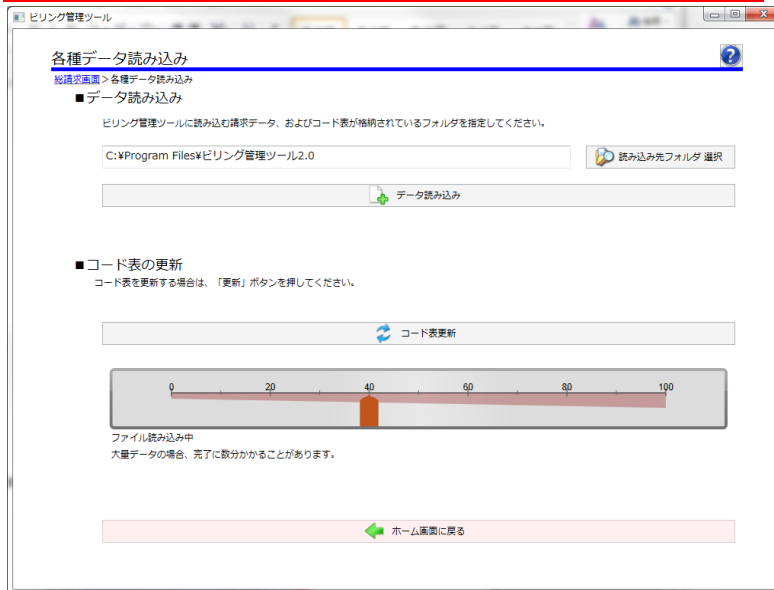 ビリング管理ツール
各種データ読み込み
総請求画面>各種データ読み込み
■データ読み込み
ビリング管理ツールに読み込む請求データ、およびコード表が格納されているフォルダを指定してください。
C:¥Program Files¥ビリング管理ツール2.0
読み込み先フォルダ 選択
データ読み込み
■コード表の更新
コード表を更新する場合は、「更新」ボタンを押してください。
コード表更新
0 20 40 60 80 100
ファイル読み込み中
大量データの場合、完了に数分かかることがあります。
ホーム画面に戻る